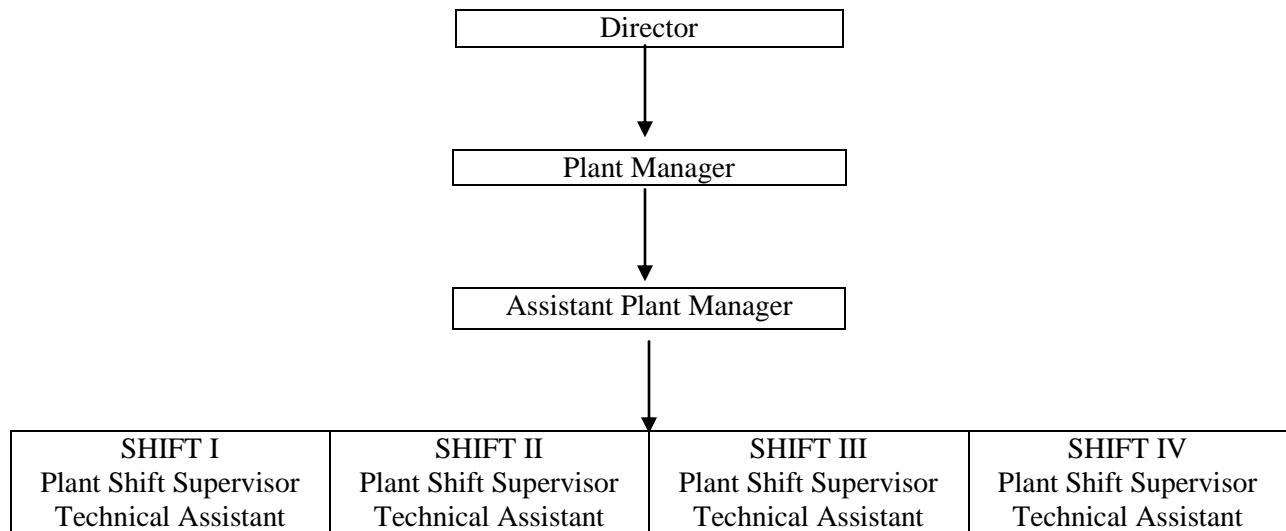 Director
Plant Manager
Assistant Plant Manager
SHIFT I
Plant Shift Supervisor
Technical Assistant
SHIFT II
Plant Shift Supervisor
Technical Assistant
SHIFT III
Plant Shift Supervisor
Technical Assistant
SHIFT IV
Plant Shift Supervisor
Technical Assistant